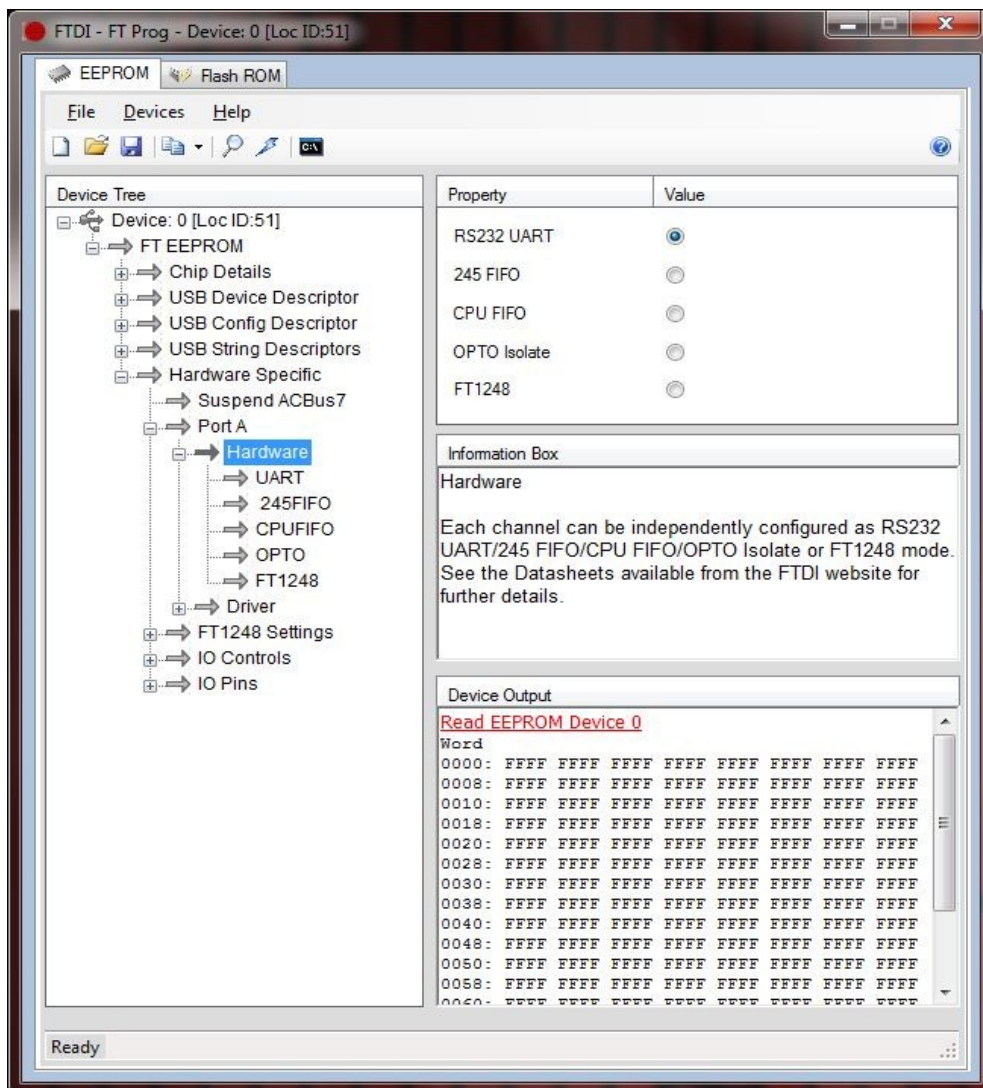 FTDI - FT Prog - Device: 0 [Loc ID:51]
EEPROM
Flash ROM
File Devices Help
C:\
Device Tree
Device: 0 [Loc ID:51]
FT EEPROM
Chip Details
USB Device Descriptor
USB Config Descriptor
USB String Descriptors
Hardware Specific
Suspend ACBus7
Port A
Hardware
UART
245FIFO
CPUFIFO
OPTO
FT1248
Driver
FT1248 Settings
IO Controls
IO Pins
Property Value
RS232 UART
245 FIFO
CPU FIFO
OPTO Isolate
FT1248
Information Box
Hardware
Each channel can be independently configured as RS232
UART/245 FIFO/CPU FIFO/OPTO Isolate or FT1248 mode.
See the Datasheets available from the FTDI website for
further details.
Device Output
Read EEPROM Device 0
Word
0000: FFFF FFFF FFFF FFFF FFFF FFFF FFFF FFFF
0008: FFFF FFFF FFFF FFFF FFFF FFFF FFFF FFFF
0010: FFFF FFFF FFFF FFFF FFFF FFFF FFFF FFFF
0018: FFFF FFFF FFFF FFFF FFFF FFFF FFFF FFFF
0020: FFFF FFFF FFFF FFFF FFFF FFFF FFFF FFFF
0028: FFFF FFFF FFFF FFFF FFFF FFFF FFFF FFFF
0030: FFFF FFFF FFFF FFFF FFFF FFFF FFFF FFFF
0038: FFFF FFFF FFFF FFFF FFFF FFFF FFFF FFFF
0040: FFFF FFFF FFFF FFFF FFFF FFFF FFFF FFFF
0048: FFFF FFFF FFFF FFFF FFFF FFFF FFFF FFFF
0050: FFFF FFFF FFFF FFFF FFFF FFFF FFFF FFFF
0058: FFFF FFFF FFFF FFFF FFFF FFFF FFFF FFFF
0060: FFFF FFFF FFFF FFFF FFFF FFFF FFFF FFFF
Ready